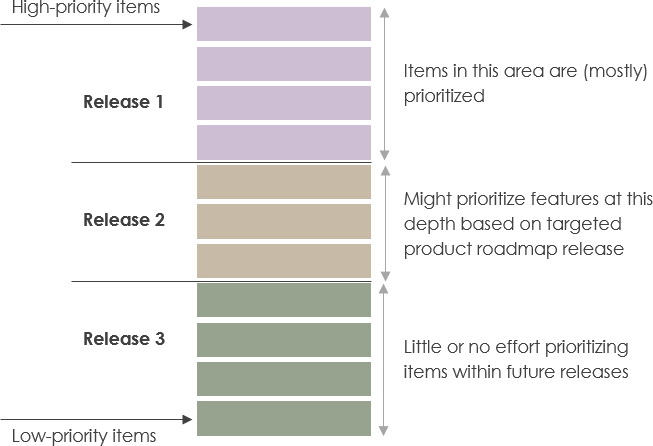 High-priority items
Items in this area are (mostly)
prioritized
Release 1
Might prioritize features at this
depth based on targeted
product roadmap release
Release 2
Release 3
Little or no effort prioritizing
items within future releases
Low-priority items